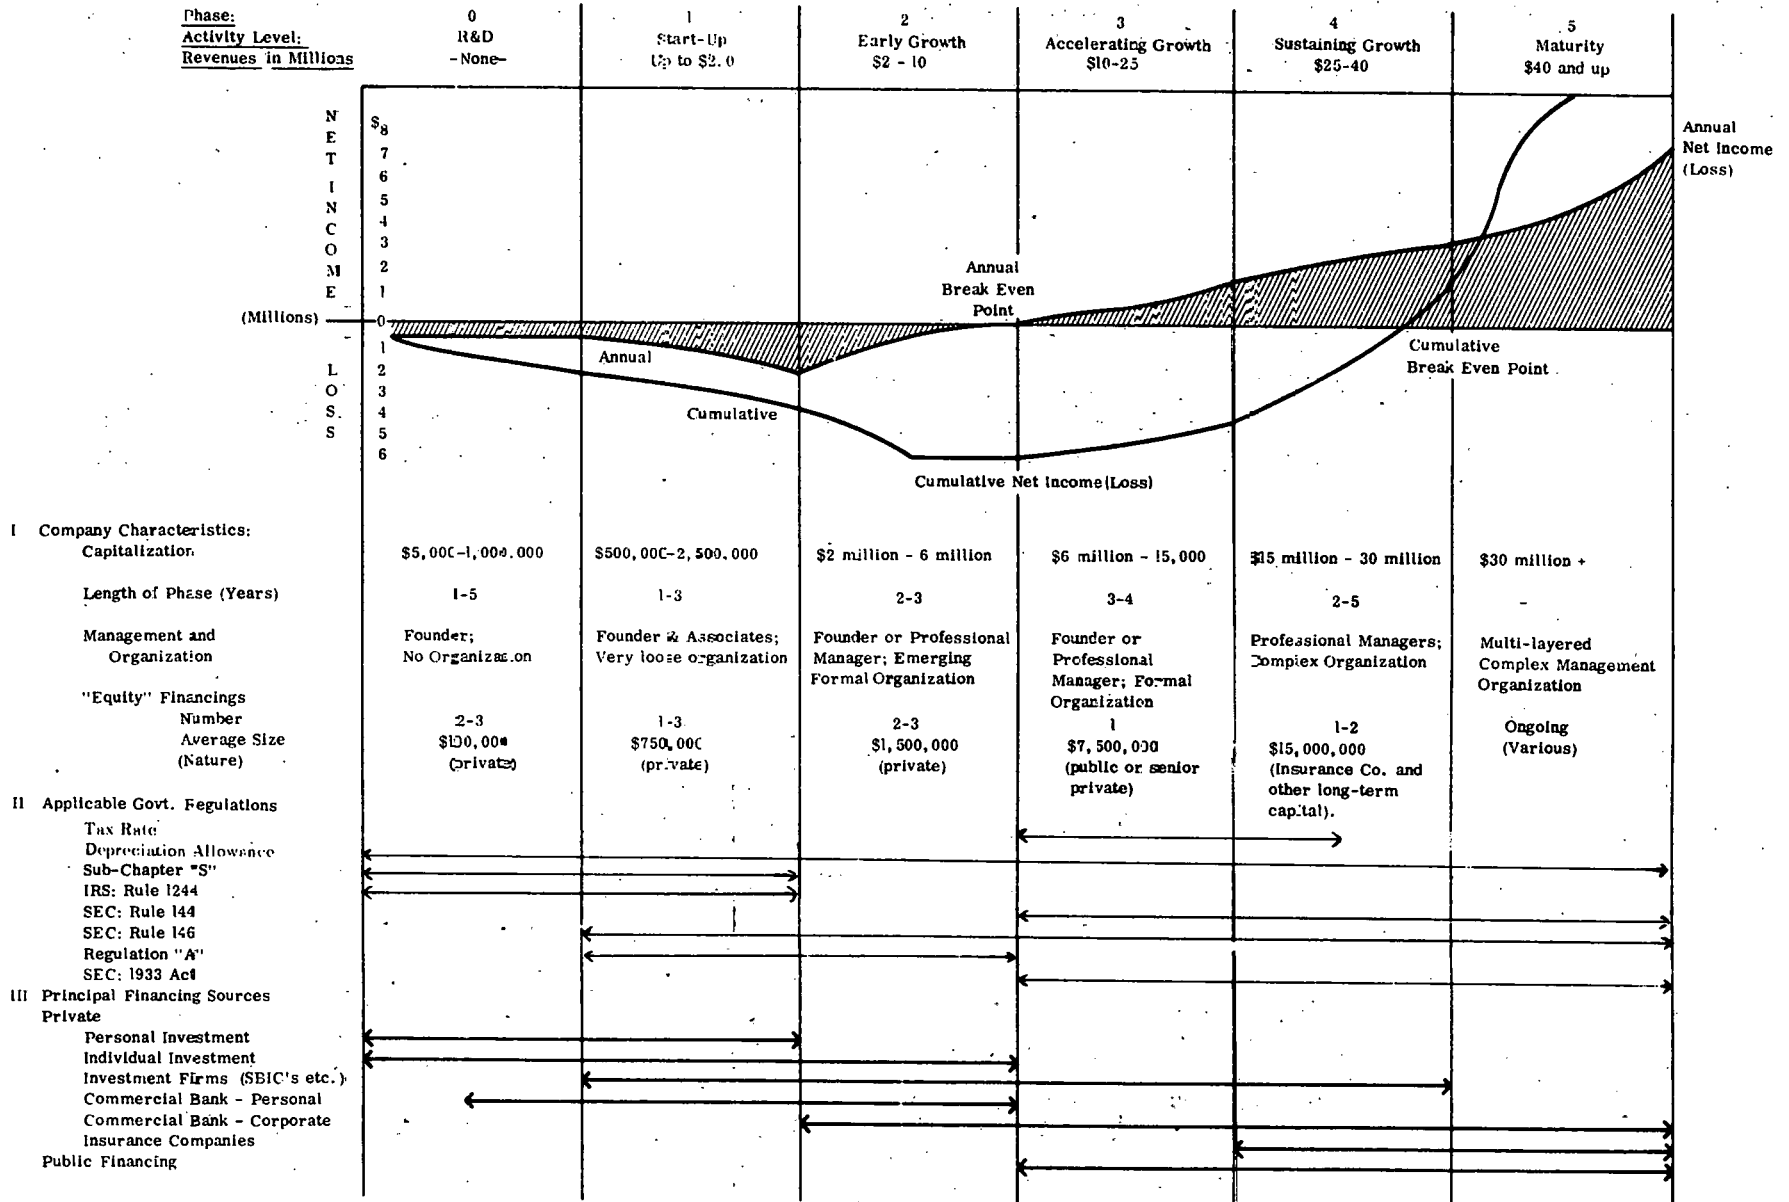 Phase: 0 1 2 3 4 5
Activity Level: R&D Start-Up Early Growth Accelerating Growth Sustaining Growth Maturity
Revenues in Millions -None- Up to $2.0 $2 - 10 $10-25 $25-40 $40 and up
NET INCOME
$8
7
6
5
4
3
2
1
(Millions) 0
LOSS
1
2
3
4
5
6
Annual
Net Income
(Loss)
Annual
Break Even
Point
Annual
Cumulative
Cumulative
Break Even Point
Cumulative Net Income (Loss)
I Company Characteristics:
Capitalization $2 million - 6 million $6 million - 15,000 $15 million - 30 million $30 million +
Length of Phase (Years) 1-5 1-3 2-3 3-4 2-5 -
Management and
Organization
Founder;
No Organization
Founder & Associates;
Very loose organization
Founder or Professional
Manager; Emerging
Formal Organization
Founder or
Professional
Manager; Formal
Organization
Professional Managers;
Complex Organization
Multi-layered
Complex Management
Organization
"Equity" Financings
Number 2-3 1-3 2-3 1 1-2 Ongoing
Average Size $100,000 $750,000 $1,500,000 $7,500,000 $15,000,000 (Various)
(Nature) (private) (private) (private)
(public or senior
private)
(Insurance Co. and
other long-term
capital).
II Applicable Govt. Regulations
Tax Rate
Depreciation Allowance
Sub-Chapter "S"
IRS: Rule 1244
SEC: Rule 144
SEC: Rule 146
Regulation "A"
SEC: 1933 Act
III Principal Financing Sources
Private
Personal Investment
Individual Investment
Investment Firms (SBIC's etc.)
Commercial Bank - Personal
Commercial Bank - Corporate
Insurance Companies
Public Financing